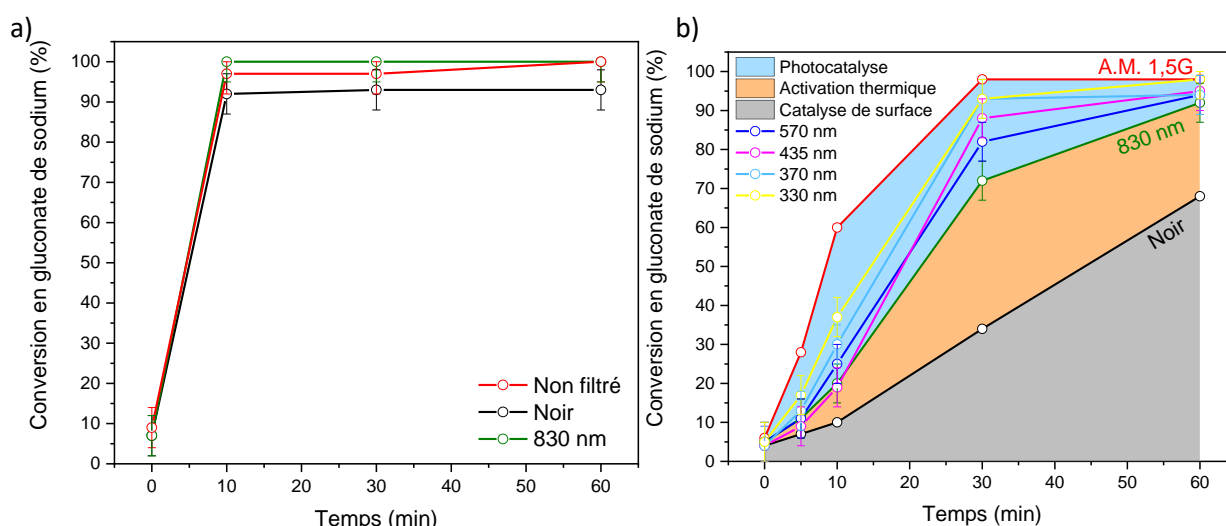 a)
Conversion en gluconate de sodium (%)
100
90
80
70
60
50
40
30
20
10
0
Non filtré
Noir
830 nm
0 10 20 30 40 50 60
Temps (min)
b)
Conversion en gluconate de sodium (%)
100
90
80
70
60
50
40
30
20
10
0
Photocatalyse
Activation thermique
Catalyse de surface
570 nm
435 nm
370 nm
330 nm
A.M. 1,5G
830 nm
Noir
0 10 20 30 40 50 60
Temps (min)